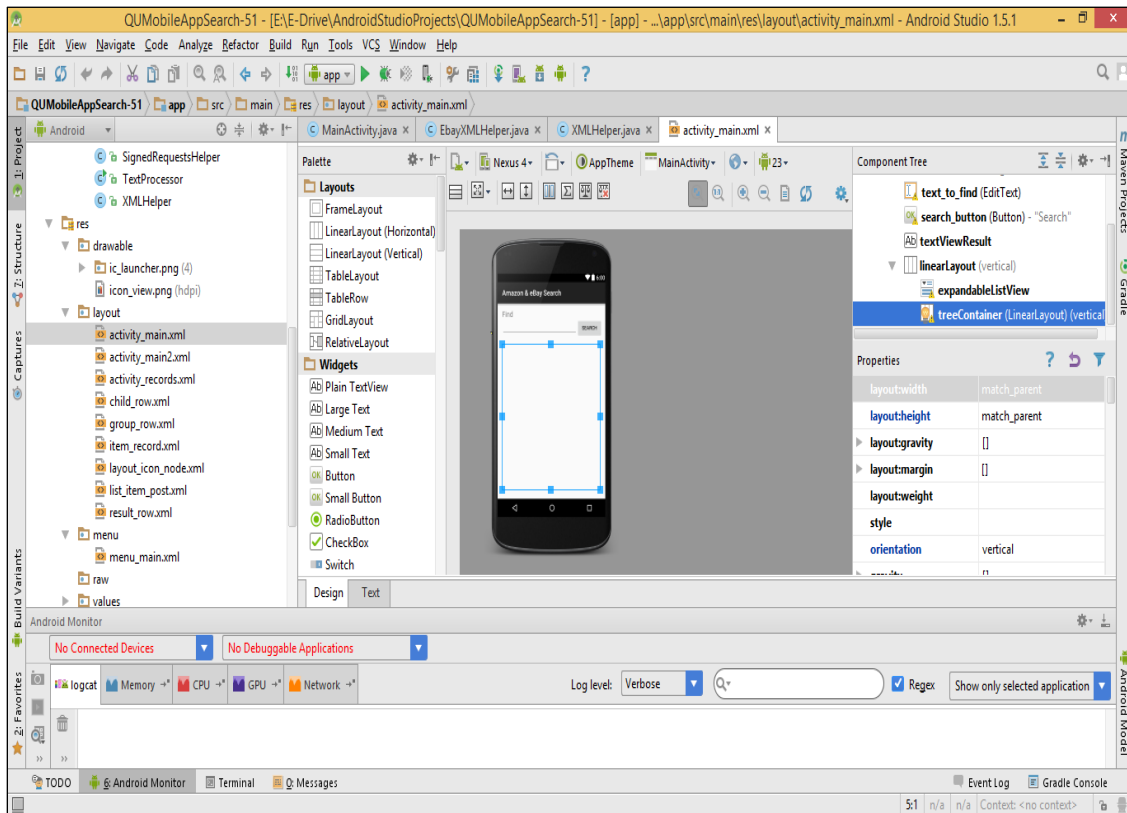 QUMobileAppSearch-51 - [E:\E-Drive\AndroidStudioProjects\QUMobileAppSearch-51] - [app] - ...\app\src\main\res\layout\activity_main.xml - Android Studio 1.5.1
File Edit View Navigate Code Analyze Refactor Build Run Tools VCS Window Help
app
QUMobileAppSearch-51 app src main res layout activity_main.xml
1: Project
7: Structure
Captures
Build Variants
2: Favorites
Android
SignedRequestsHelper
TextProcessor
XMLHelper
res
drawable
ic_launcher.png (4)
icon_view.png (hdpi)
layout
activity_main.xml
activity_main2.xml
activity_records.xml
child_row.xml
group_row.xml
item_record.xml
layout_icon_node.xml
list_item_post.xml
result_row.xml
menu
menu_main.xml
raw
values
MainActivity.java EbayXMLHelper.java XMLHelper.java activity_main.xml
Palette
Layouts
FrameLayout
LinearLayout (Horizontal)
LinearLayout (Vertical)
TableLayout
TableRow
GridLayout
RelativeLayout
Widgets
Plain TextView
Large Text
Medium Text
Small Text
Button
Small Button
RadioButton
CheckBox
Switch
Nexus 4 AppTheme MainActivity 23
6:00
Amazon & eBay Search
Find
SEARCH
Design Text
Component Tree
text_to_find (EditText)
search_button (Button) - "Search"
textViewResult
linearLayout (vertical)
expandableListView
treeContainer (LinearLayout) (vertical
Properties
layout:width match_parent
layout:height match_parent
layout:gravity []
layout:margin []
layout:weight
style
orientation vertical
Maven Projects
Gradle
Android Model
Android Monitor
No Connected Devices No Debuggable Applications
logcat Memory CPU GPU Network Log level: Verbose Regex Show only selected application
TODO 6: Android Monitor Terminal 0: Messages Event Log Gradle Console
5:1 n/a n/a Context: <no context>